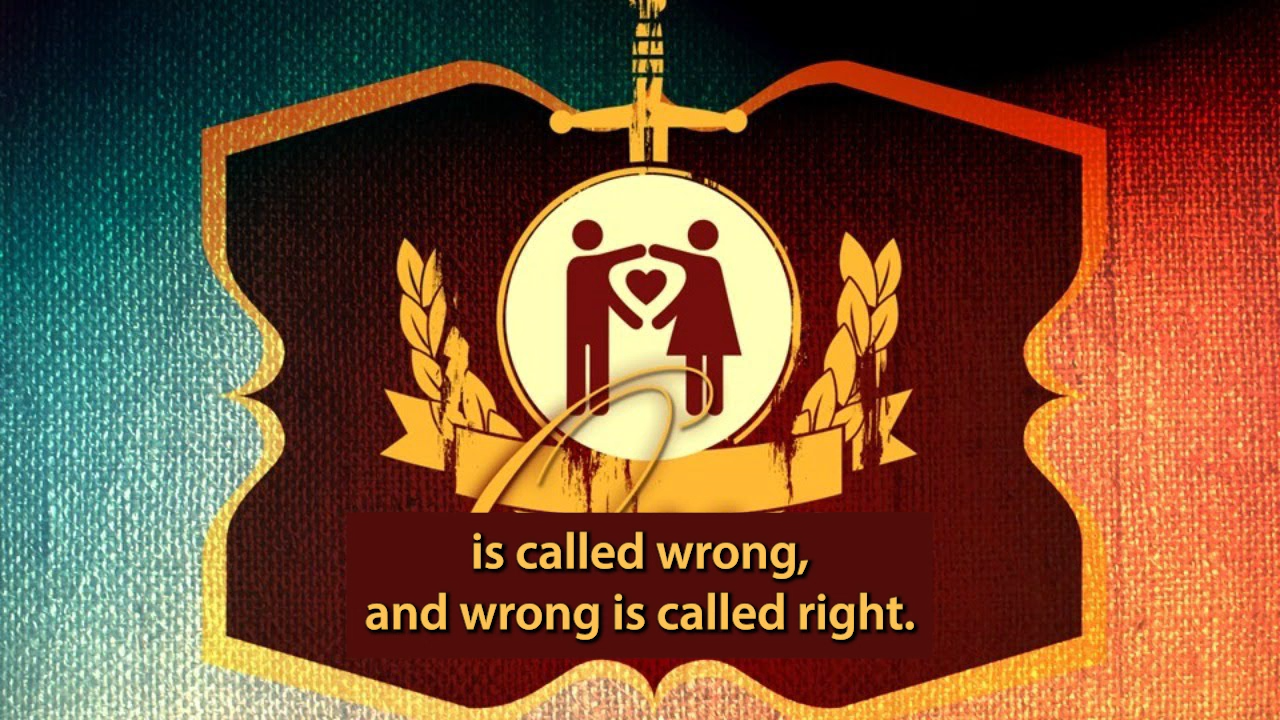 is called wrong,
and wrong is called right.